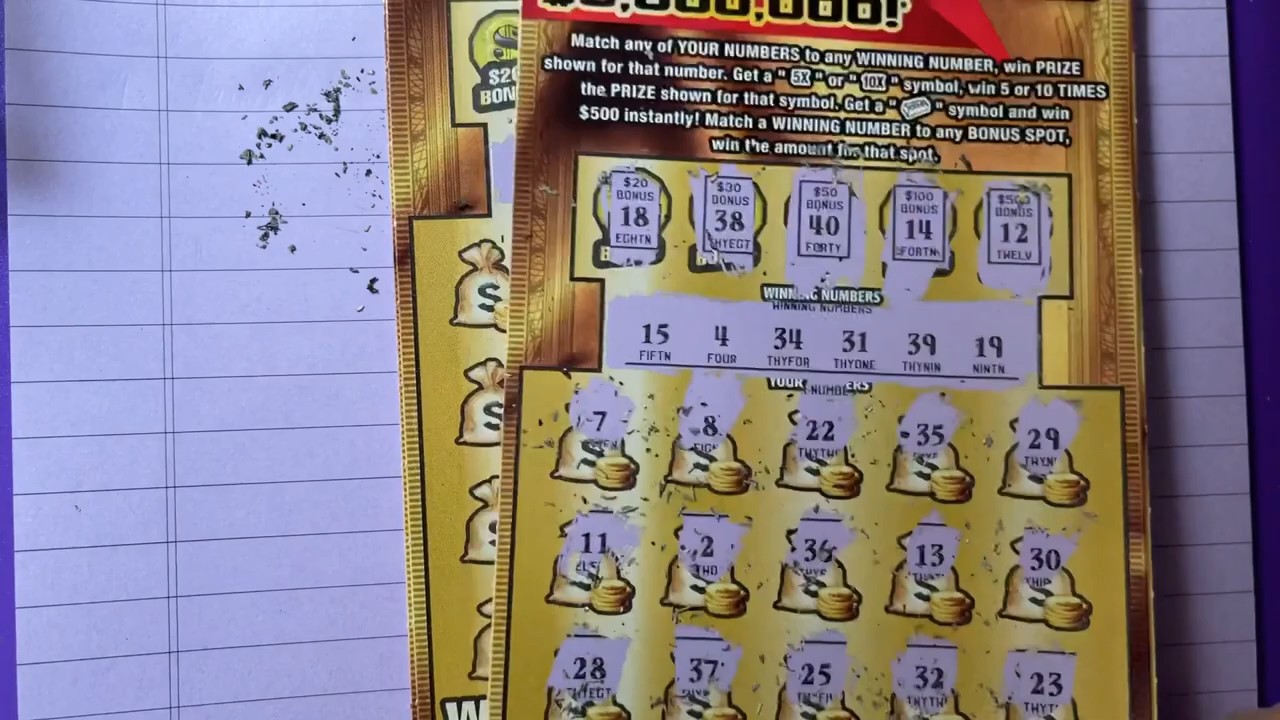 Match any of YOUR NUMBERS to any WINNING NUMBER, win PRIZE
shown for that number. Get a "5X" or "10X" symbol, win 5 or 10 TIMES
the PRIZE shown for that symbol. Get a " " symbol and win
$500 instantly! Match a WINNING NUMBER to any BONUS SPOT,
win the amount for that spot.
$20 $30 $50 $100 $500
BONUS BONUS BONUS BONUS BONUS
18 38 40 14 12
EGHTN THYEGT FORTY FORTN TWELV
WINNING NUMBERS
WINNING NUMBERS
15 4 34 31 39 19
FIFTN FOUR THYFOR THYONE THYNIN NINTN
YOUR NUMBERS
7 8 22 35 29
11 2 36 13 30
TWO
28 37 25 32 23